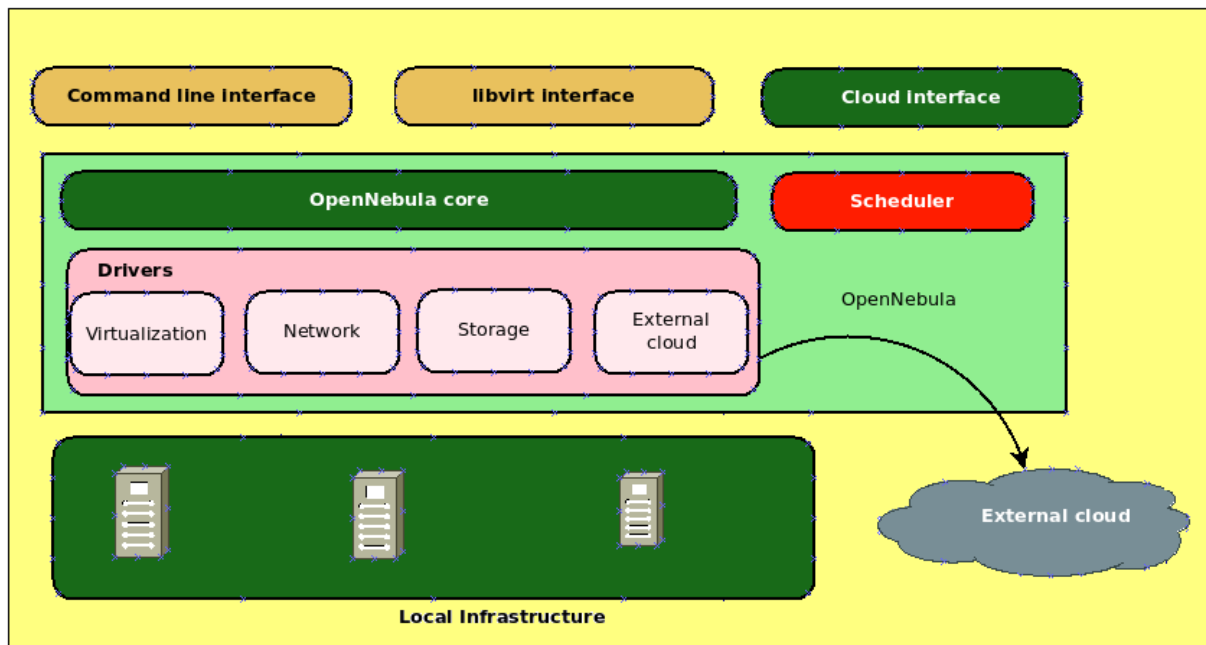 Command line interface
libvirt interface
Cloud interface
OpenNebula core
Scheduler
Drivers
Virtualization
Network
Storage
External
cloud
OpenNebula
External cloud
Local Infrastructure